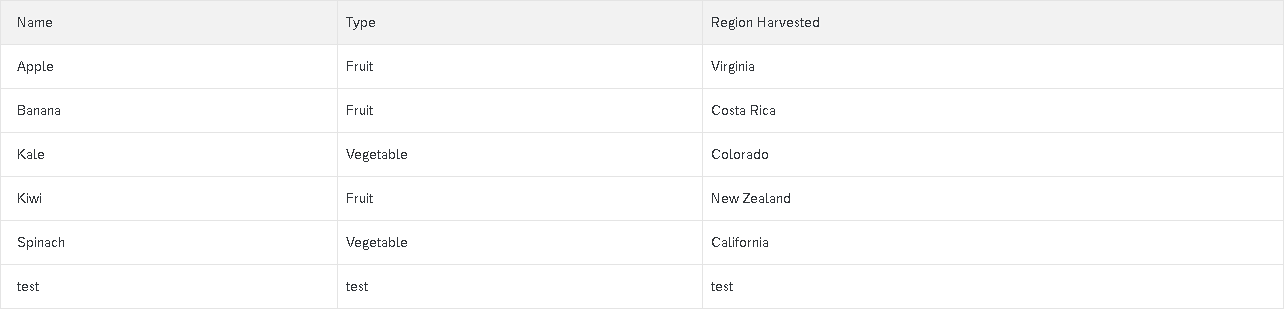 Name Type Region Harvested
Apple Fruit Virginia
Banana Fruit Costa Rica
Kale Vegetable Colorado
Kiwi Fruit New Zealand
Spinach Vegetable California
test test test